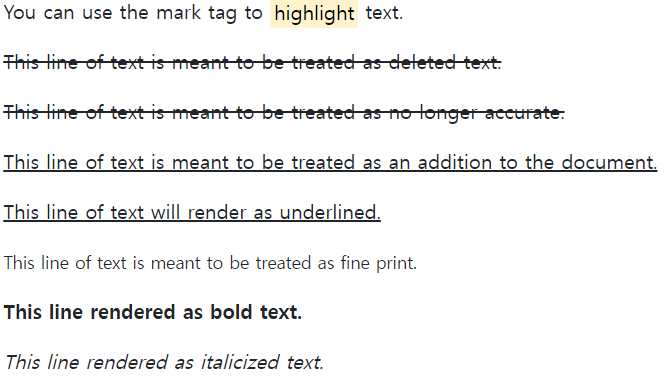 You can use the mark tag to highlight text.
This line of text is meant to be treated as deleted text.
This line of text is meant to be treated as no longer accurate.
This line of text is meant to be treated as an addition to the document.
This line of text will render as underlined.
This line of text is meant to be treated as fine print.
This line rendered as bold text.
This line rendered as italicized text.